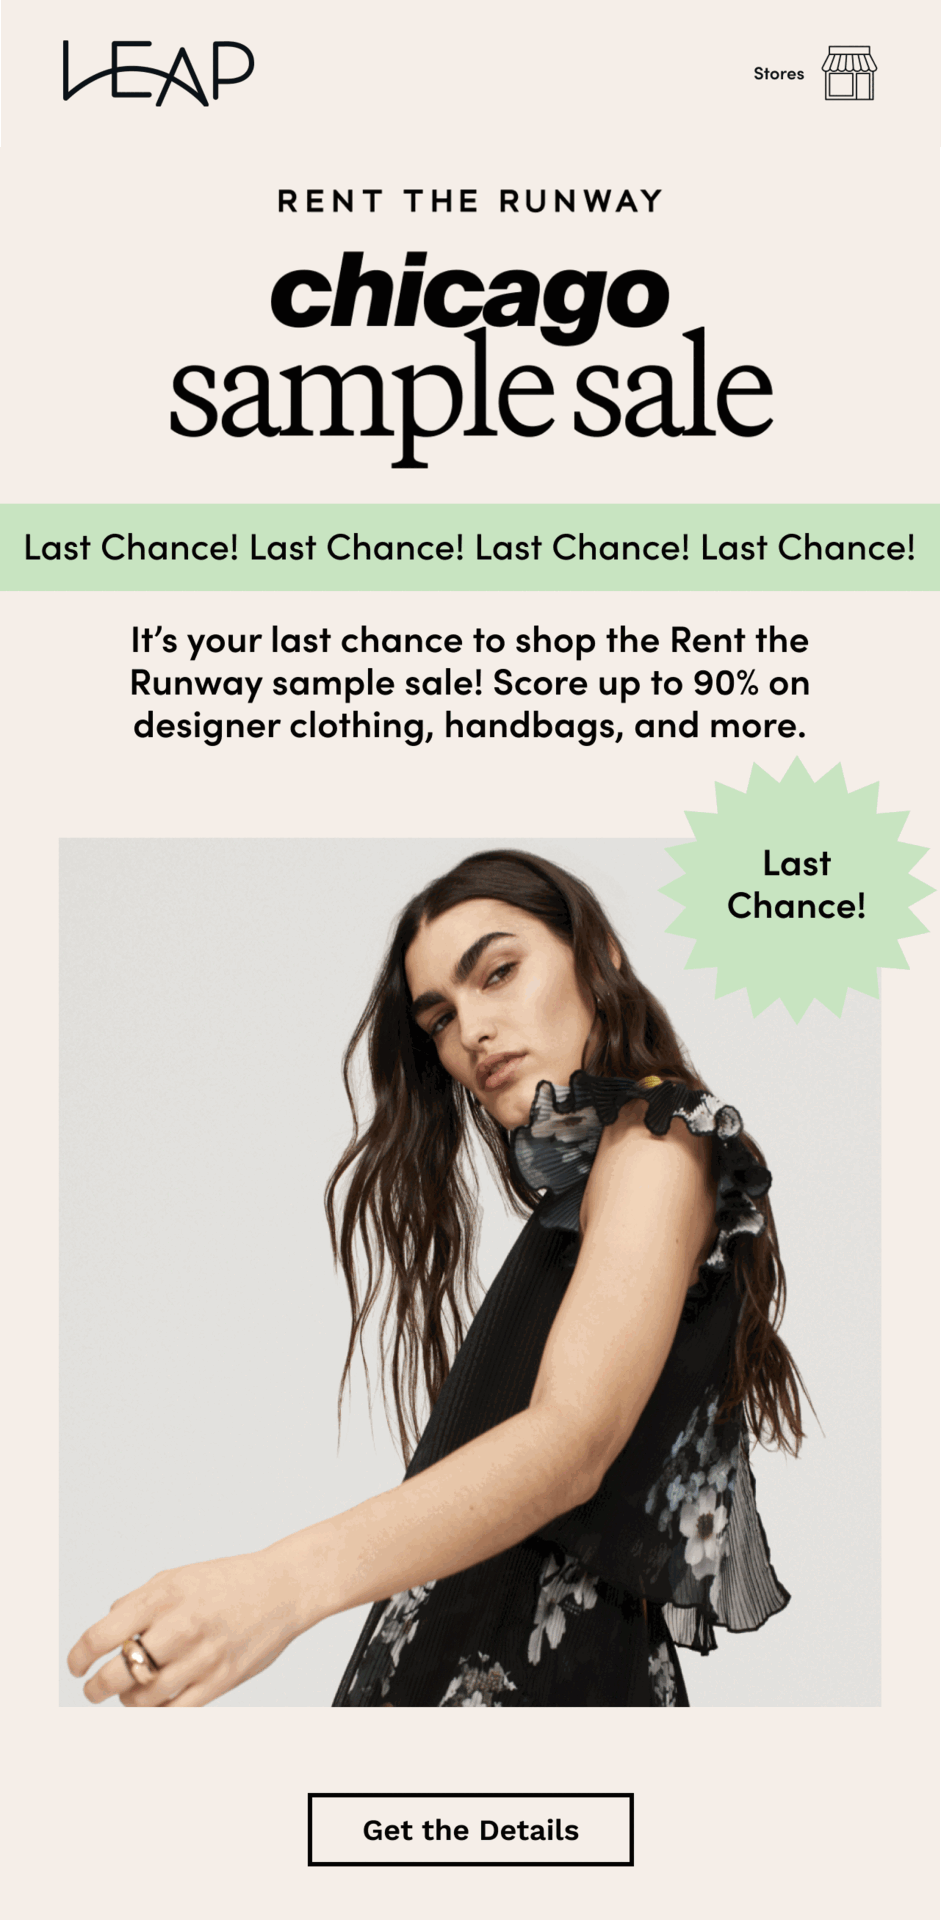 LEAP
Stores
RENT THE RUNWAY
chicago
sample sale
Last Chance! Last Chance! Last Chance! Last Chance!
It’s your last chance to shop the Rent the
Runway sample sale! Score up to 90% on
designer clothing, handbags, and more.
Last
Chance!
Get the Details